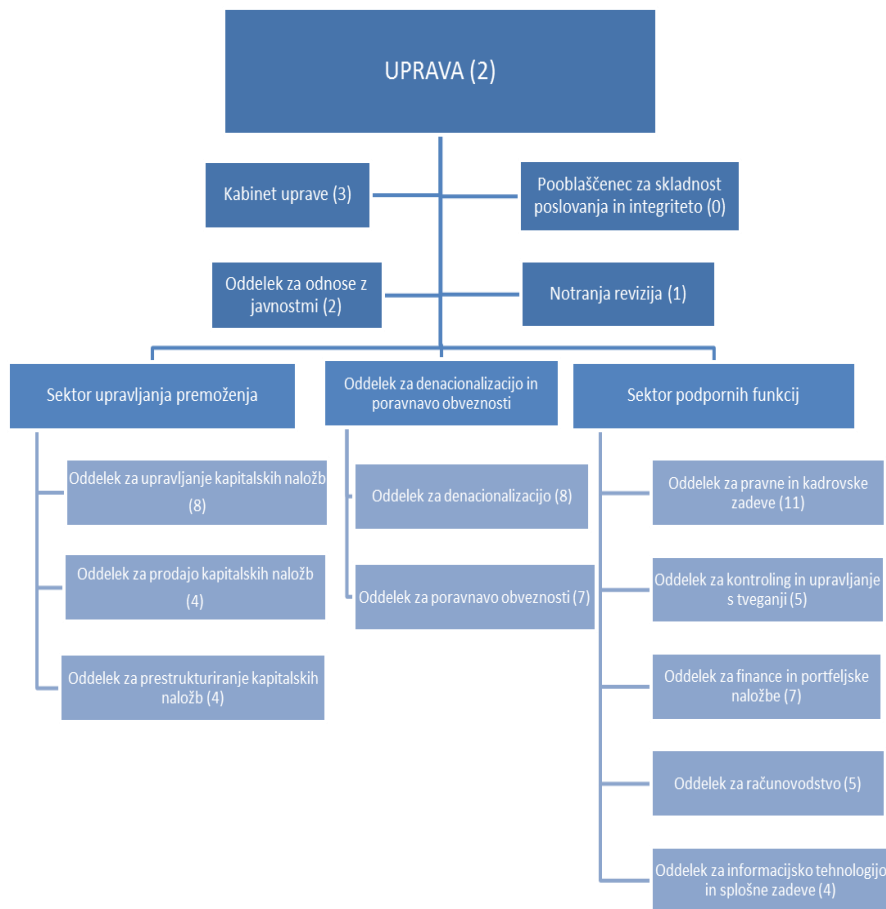 UPRAVA (2)
Kabinet uprave (3)
Pooblaščenec za skladnost
poslovanja in integriteto (0)
Oddelek za odnose z
javnostmi (2)
Notranja revizija (1)
Sektor upravljanja premoženja
Oddelek za upravljanje kapitalskih naložb
(8)
Oddelek za prodajo kapitalskih naložb
(4)
Oddelek za prestrukturiranje kapitalskih
naložb (4)
Oddelek za denacionalizacijo in
poravnavo obveznosti
Oddelek za denacionalizacijo (8)
Oddelek za poravnavo obveznosti (7)
Sektor podpornih funkcij
Oddelek za pravne in kadrovske
zadeve (11)
Oddelek za kontroling in upravljanje
s tveganji (5)
Oddelek za finance in portfeljske
naložbe (7)
Oddelek za računovodstvo (5)
Oddelek za informacijsko tehnologijo
in splošne zadeve (4)